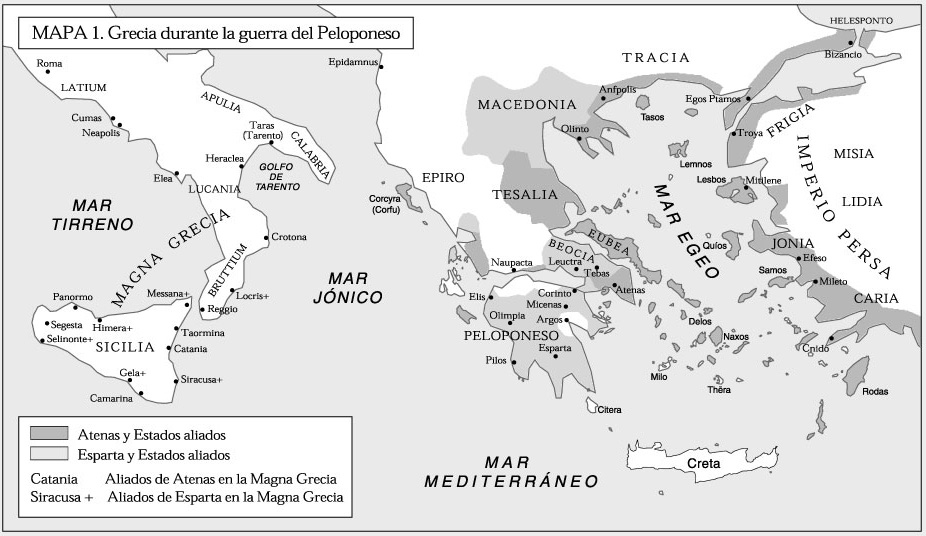 MAPA 1. Grecia durante la guerra del Peloponeso
HELESPONTO
Bizancio
Roma
LATIUM
Epidamnus
TRACIA
APULIA
MACEDONIA
Anfpolis
Egos Ptamos
Tasos
Cumas
Neapolis
Taras
(Tarento)
CALABRIA
Olinto
Troya
FRIGIA
Heraclea
GOLFO
DE
TARENTO
Lemnos
MISIA
IMPERIO PERSA
Elea
LUCANIA
EPIRO
TESALIA
Lesbos
Mitilene
MAR
TIRRENO
Corcyra
(Corfu)
MAR EGEO
LIDIA
MAGNA GRECIA
Crotona
EUBEA
BEOCIA
Quíos
JONIA
Efeso
BRUTTIUM
Naupacta
Leuctra
Tebas
Samos
Mileto
MAR
JÓNICO
Panormo
Messana+
Locris+
Elis
Corinto
Atenas
CARIA
Micenas
Reggio
Segesta
Himera+
Olimpia
Argos
Delos
Selinonte+
Taormina
PELOPONESO
Naxos
SICILIA
Catania
Esparta
Cnido
Pilos
Gela+
Siracusa+
Milo
Thëra
Rodas
Camarina
Citera
Atenas y Estados aliados
Esparta y Estados aliados
Catania Aliados de Atenas en la Magna Grecia
Siracusa + Aliados de Esparta en la Magna Grecia
MAR
MEDITERRÁNEO
Creta